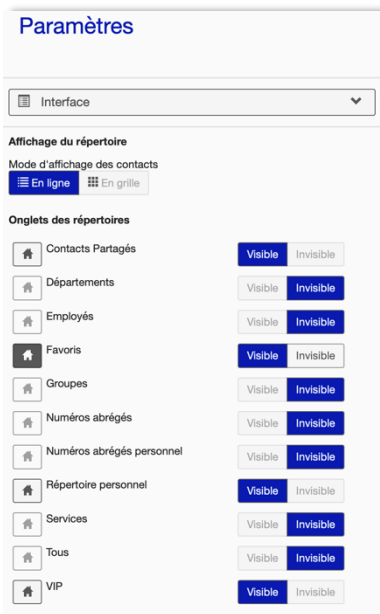 Paramètres
Interface
Affichage du répertoire
Mode d'affichage des contacts
En ligne En grille
Onglets des répertoires
Contacts Partagés Visible Invisible
Départements Visible Invisible
Employés Visible Invisible
Favoris Visible Invisible
Groupes Visible Invisible
Numéros abrégés Visible Invisible
Numéros abrégés personnel Visible Invisible
Répertoire personnel Visible Invisible
Services Visible Invisible
Tous Visible Invisible
VIP Visible Invisible